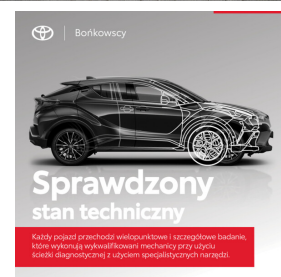 Bońkowscy
Sprawdzony
stan techniczny
Każdy pojazd przechodzi wielopunktowe i szczegółowe badanie,
które wykonują wykwalifikowani mechanicy przy użyciu
ścieżki diagnostycznej z użyciem specjalistycznych narzędzi.